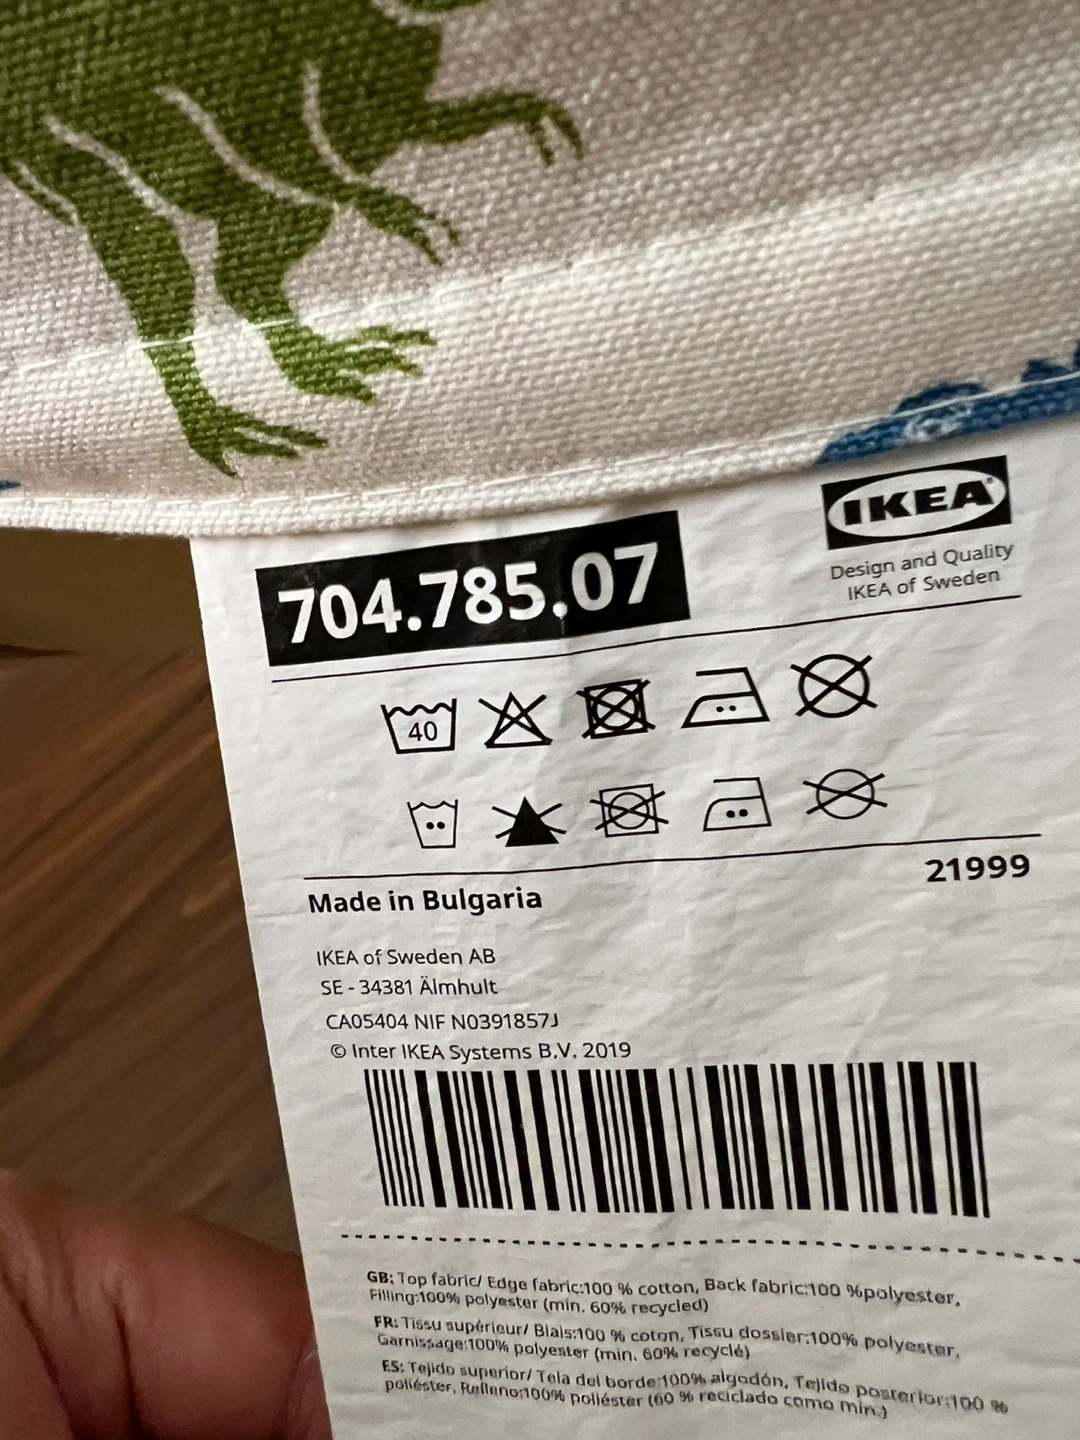 704.785.07
IKEA®
Design and Quality
IKEA of Sweden
40
21999
Made in Bulgaria
IKEA of Sweden AB
SE - 34381 Älmhult
CA05404 NIF N0391857J
© Inter IKEA Systems B.V. 2019
GB: Top fabric/ Edge fabric:100 % cotton, Back fabric:100 %polyester,
Filling:100% polyester (min. 60% recycled)
FR: Tissu supérieur/ Biais:100 % coton, Tissu dossier:100% polyester,
Garnissage:100% polyester (min. 60% recyclé)
ES: Tejido superior/ Tela del borde:100% algodón, Tejido posterior:100 %
poliéster, Relleno:100% poliéster (60 % reciclado como mín.)